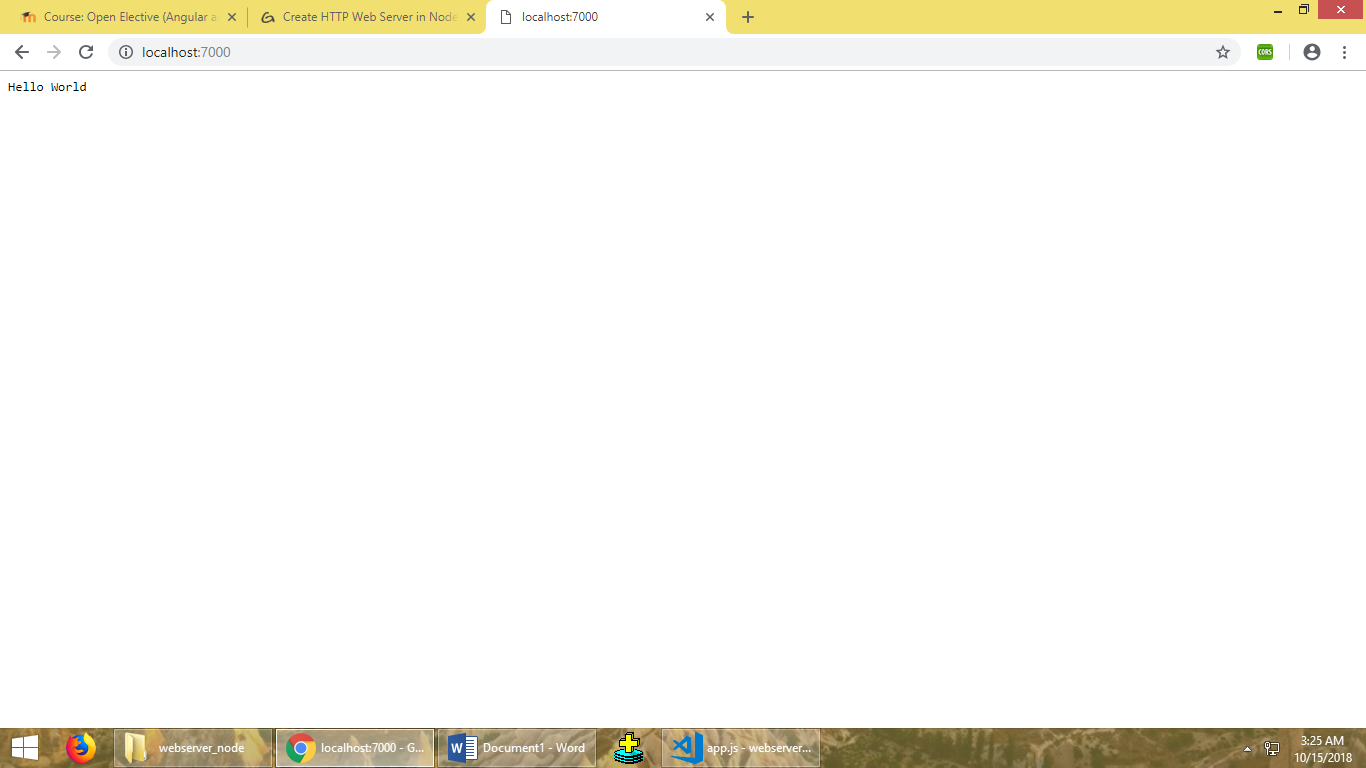 Course: Open Elective (Angular a
Create HTTP Web Server in Node
localhost:7000
localhost:7000
CORS
Hello World
webserver_node
localhost:7000 - G...
Document1 - Word
app.js - webserver...
3:25 AM
10/15/2018